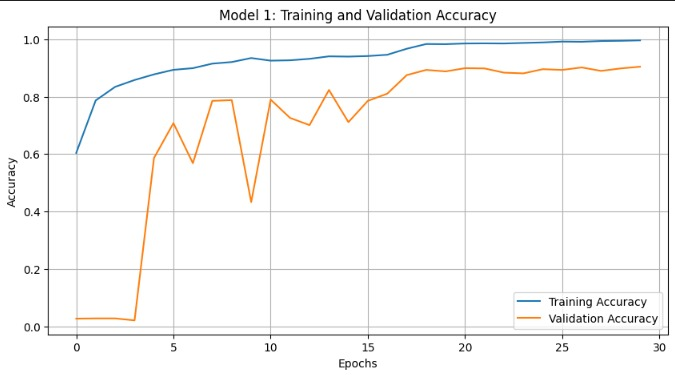 Model 1: Training and Validation Accuracy
1.0
0.8
0.6
0.4
0.2
0.0
Accuracy
0 5 10 15 20 25 30
Epochs
Training Accuracy
Validation Accuracy